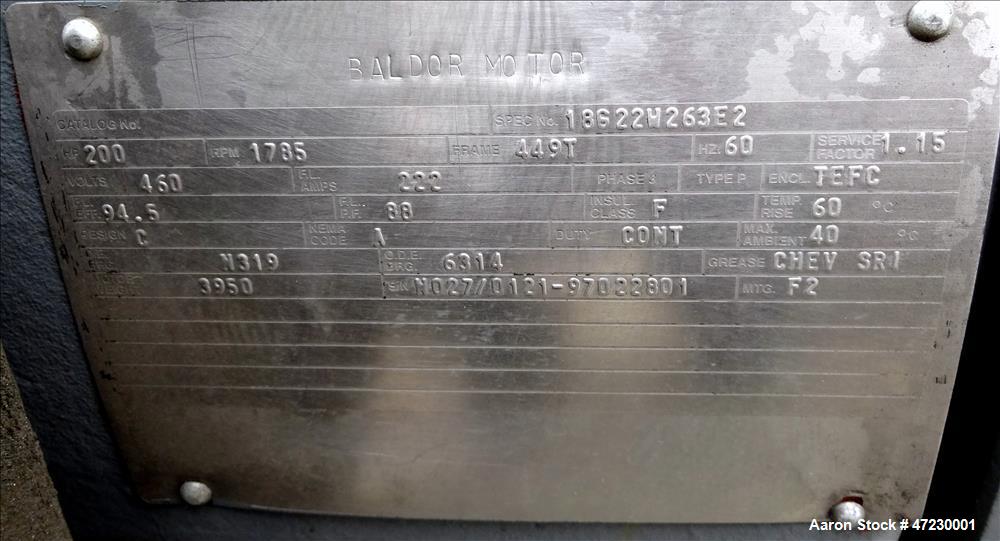 BALDOR MOTOR
CATALOG No. SPEC No. 18G22W263E2
HP 200 RPM 1785 FRAME 449T HZ. 60 SERVICE FACTOR 1.15
VOLTS 460 F.L. AMPS 222 PHASE 3 TYPE P ENCL. TEFC
EFF. 94.5 P.F. 88 INSUL. CLASS F TEMP. RISE 60 °C
DESIGN C NEMA CODE A DUTY CONT MAX. AMBIENT 40 °C
N319 O.D.E. BRG. 6314 GREASE CHEV SRI
3950 S/N M027//0121-97022801 MTG. F2
Aaron Stock # 47230001